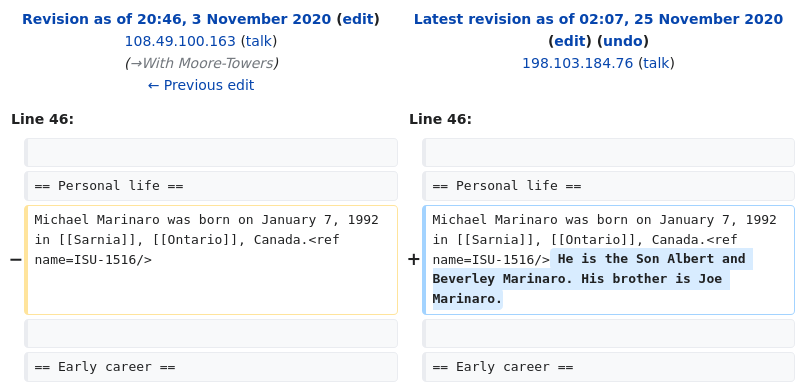 Revision as of 20:46, 3 November 2020 (edit)
108.49.100.163 (talk)
(→With Moore-Towers)
← Previous edit
Latest revision as of 02:07, 25 November 2020
(edit) (undo)
198.103.184.76 (talk)
Line 46:
Line 46:
== Personal life ==
== Personal life ==
− Michael Marinaro was born on January 7, 1992
in [[Sarnia]], [[Ontario]], Canada.<ref
name=ISU-1516/>
+ Michael Marinaro was born on January 7, 1992
in [[Sarnia]], [[Ontario]], Canada.<ref
name=ISU-1516/> He is the Son Albert and
Beverley Marinaro. His brother is Joe
Marinaro.
== Early career ==
== Early career ==